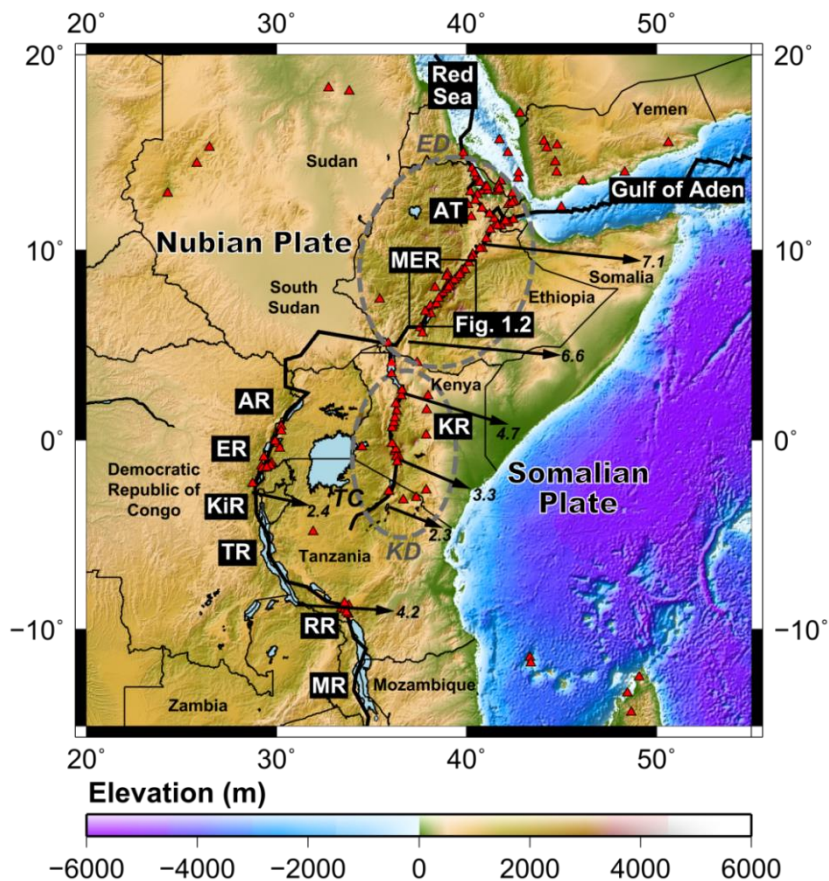 20° 30° 40° 50°
20° 20°
Red
Sea
Yemen
ED
Sudan
Gulf of Aden
AT
Nubian Plate
10° 10°
MER
7.1
Somalia
South
Sudan
Ethiopia
Fig. 1.2
6.6
Kenya
AR
4.7
KR
0° 0°
ER
Democratic
Republic of
Congo
Somalian
Plate
KiR
2.4
TC
3.3
2.3
TR
Tanzania
KD
4.2
−10° −10°
RR
MR
Mozambique
Zambia
20° 30° 40° 50°
Elevation (m)
−6000 −4000 −2000 0 2000 4000 6000